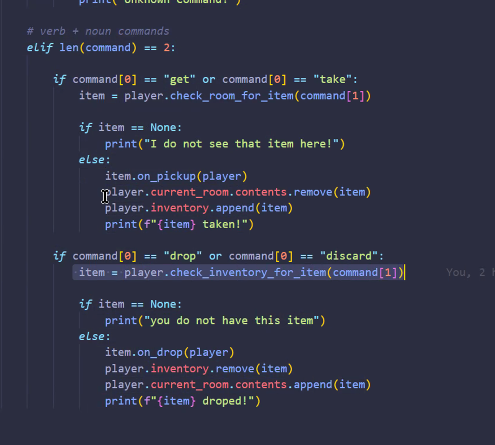 print("unknown command!")
# verb + noun commands
elif len(command) == 2:
if command[0] == "get" or command[0] == "take":
item = player.check_room_for_item(command[1])
if item == None:
print("I do not see that item here!")
else:
item.on_pickup(player)
player.current_room.contents.remove(item)
player.inventory.append(item)
print(f"{item} taken!")
if command[0] == "drop" or command[0] == "discard":
item = player.check_inventory_for_item(command[1]) You, 2
if item == None:
print("you do not have this item")
else:
item.on_drop(player)
player.inventory.remove(item)
player.current_room.contents.append(item)
print(f"{item} droped!")